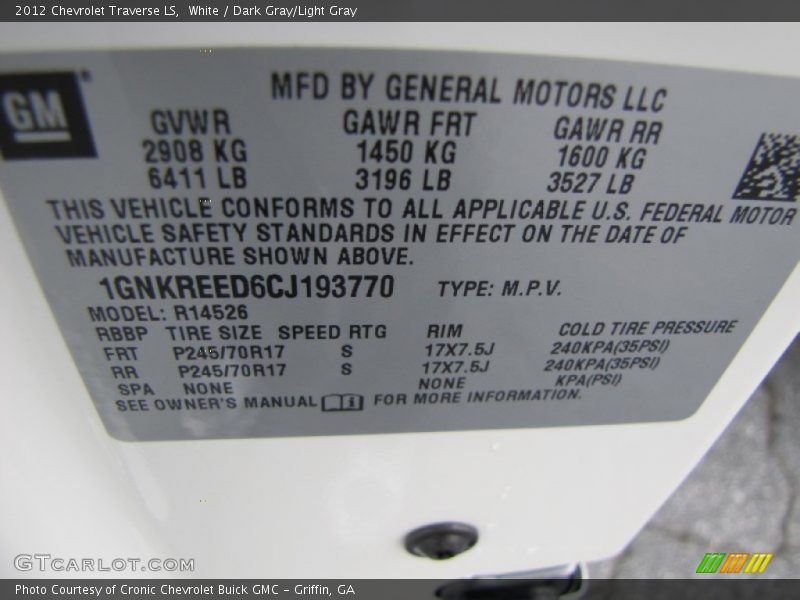 2012 Chevrolet Traverse LS, White / Dark Gray/Light Gray
GM
MFD BY GENERAL MOTORS LLC
GVWR GAWR FRT GAWR RR
2908 KG 1450 KG 1600 KG
6411 LB 3196 LB 3527 LB
THIS VEHICLE CONFORMS TO ALL APPLICABLE U.S. FEDERAL MOTOR
VEHICLE SAFETY STANDARDS IN EFFECT ON THE DATE OF
MANUFACTURE SHOWN ABOVE.
1GNKREED6CJ193770 TYPE: M.P.V.
MODEL: R14526
RBBP TIRE SIZE SPEED RTG RIM COLD TIRE PRESSURE
FRT P245/70R17 S 17X7.5J 240KPA(35PSI)
RR P245/70R17 S 17X7.5J 240KPA(35PSI)
SPA NONE NONE KPA(PSI)
SEE OWNER'S MANUAL FOR MORE INFORMATION.
GTCARLOT.COM
Photo Courtesy of Cronic Chevrolet Buick GMC - Griffin, GA